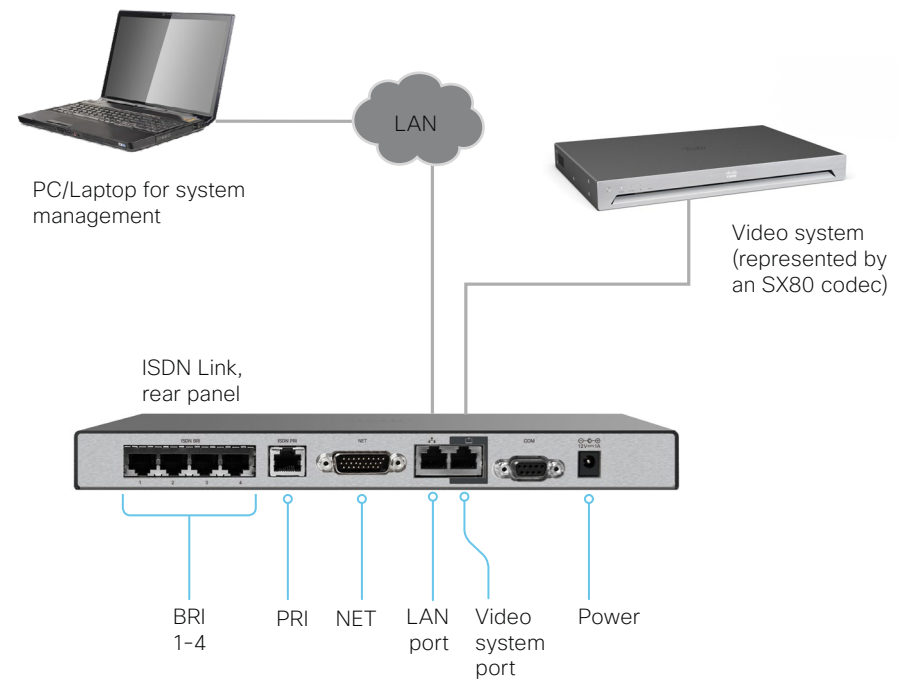 LAN
PC/Laptop for system
management
Video system
(represented by
an SX80 codec)
ISDN Link,
rear panel
ISDN BRI
ISDN PRI
NET
COM
12V⎓1A
1 2 3 4
BRI
1-4
PRI
NET
LAN
port
Video
system
port
Power